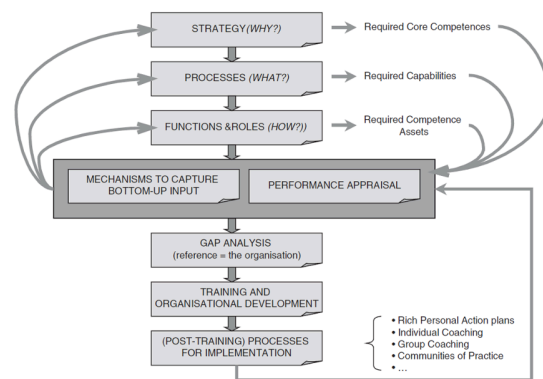 STRATEGY(WHY?)
Required Core Competences
PROCESSES (WHAT?)
Required Capabilities
FUNCTIONS &ROLES (HOW?))
Required Competence
Assets
MECHANISMS TO CAPTURE
BOTTOM-UP INPUT
PERFORMANCE APPRAISAL
GAP ANALYSIS
(reference = the organisation)
TRAINING AND
ORGANISATIONAL DEVELOPMENT
(POST-TRAINING) PROCESSES
FOR IMPLEMENTATION
• Rich Personal Action plans
• Individual Coaching
• Group Coaching
• Communities of Practice
• ...